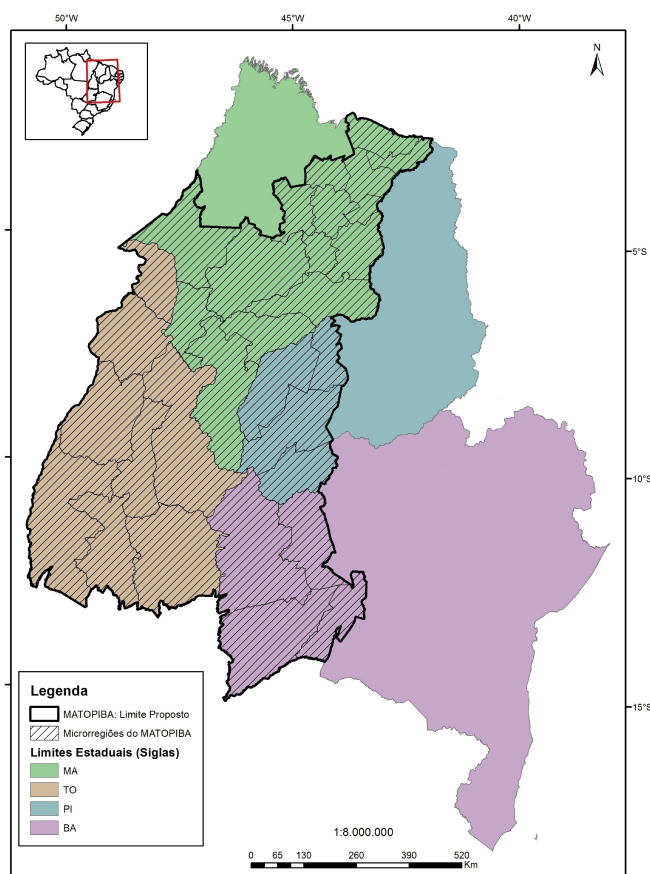 50°W 45°W 40°W
N
5°S
10°S
15°S
Legenda
MATOPIBA: Limite Proposto
Microrregiões do MATOPIBA
Limites Estaduais (Siglas)
MA
TO
PI
BA
1:8.000.000
0 65 130 260 390 520
Km